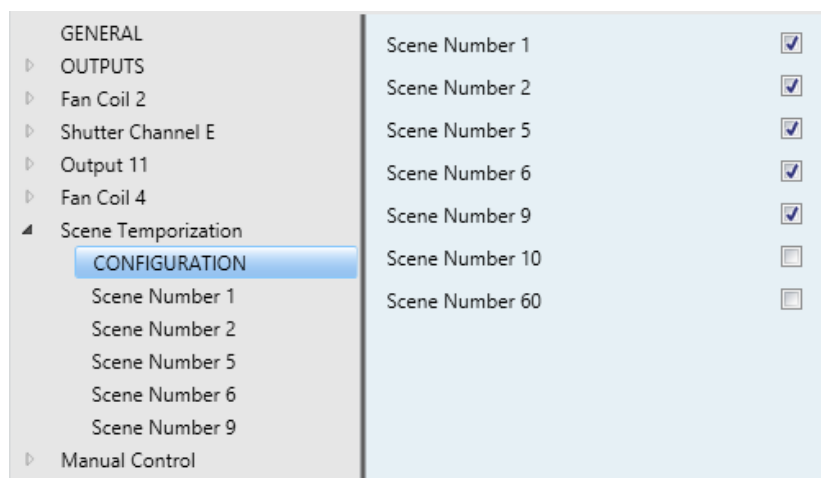 GENERAL
OUTPUTS
Fan Coil 2
Shutter Channel E
Output 11
Fan Coil 4
Scene Temporization
CONFIGURATION
Scene Number 1
Scene Number 2
Scene Number 5
Scene Number 6
Scene Number 9
Manual Control
Scene Number 1
Scene Number 2
Scene Number 5
Scene Number 6
Scene Number 9
Scene Number 10
Scene Number 60